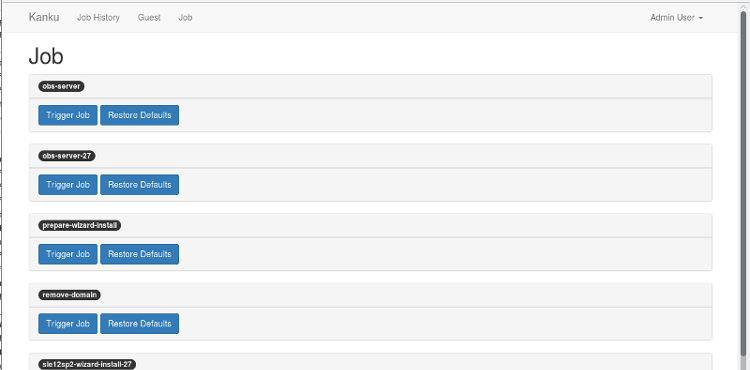 Kanku Job History Guest Job Admin User
Job
obs-server
Trigger Job Restore Defaults
obs-server-27
Trigger Job Restore Defaults
prepare-wizard-install
Trigger Job Restore Defaults
remove-domain
Trigger Job Restore Defaults
sle12sp2-wizard-install-27